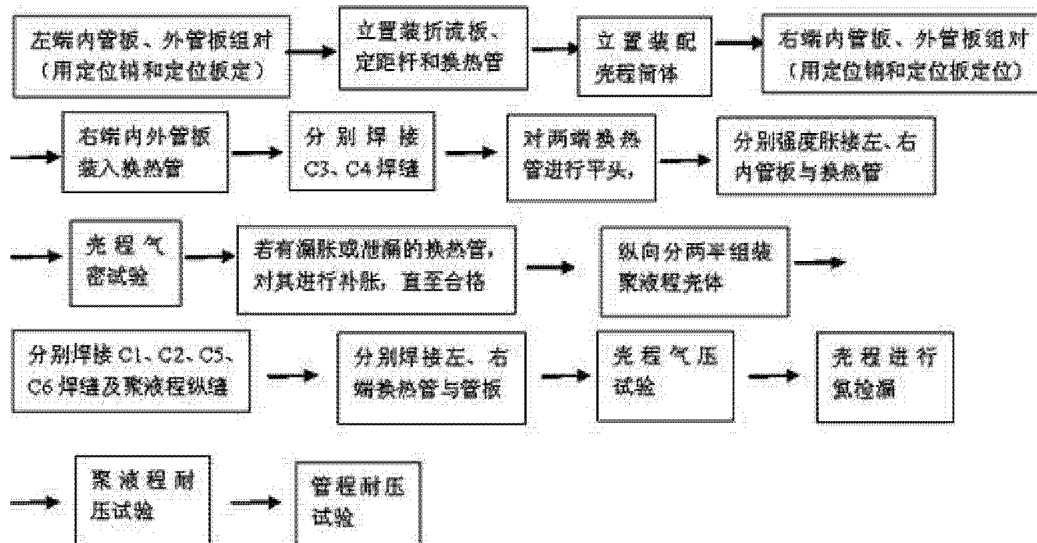 左端内管板、外管板组对
（用定位销和定位板定）
立置装折流板、
定距杆和换热管
立置装配
壳程筒体
右端内管板、外管板组对
（用定位销和定位板定位）
右端内外管板
装入换热管
分别焊接
C3、C4焊缝
对两端换热
管进行平头，
分别强度胀接左、右
内管板与换热管
壳程气
密试验
若有漏胀或泄漏的换热管，
对其进行补胀，直至合格
纵向分两半组装
聚液程壳体
分别焊接C1、C2、C5、
C6焊缝及聚液程纵缝
分别焊接左、右
端换热管与管板
壳程气压
试验
壳程进行
氦检漏
聚液程耐
压试验
管程耐压
试验